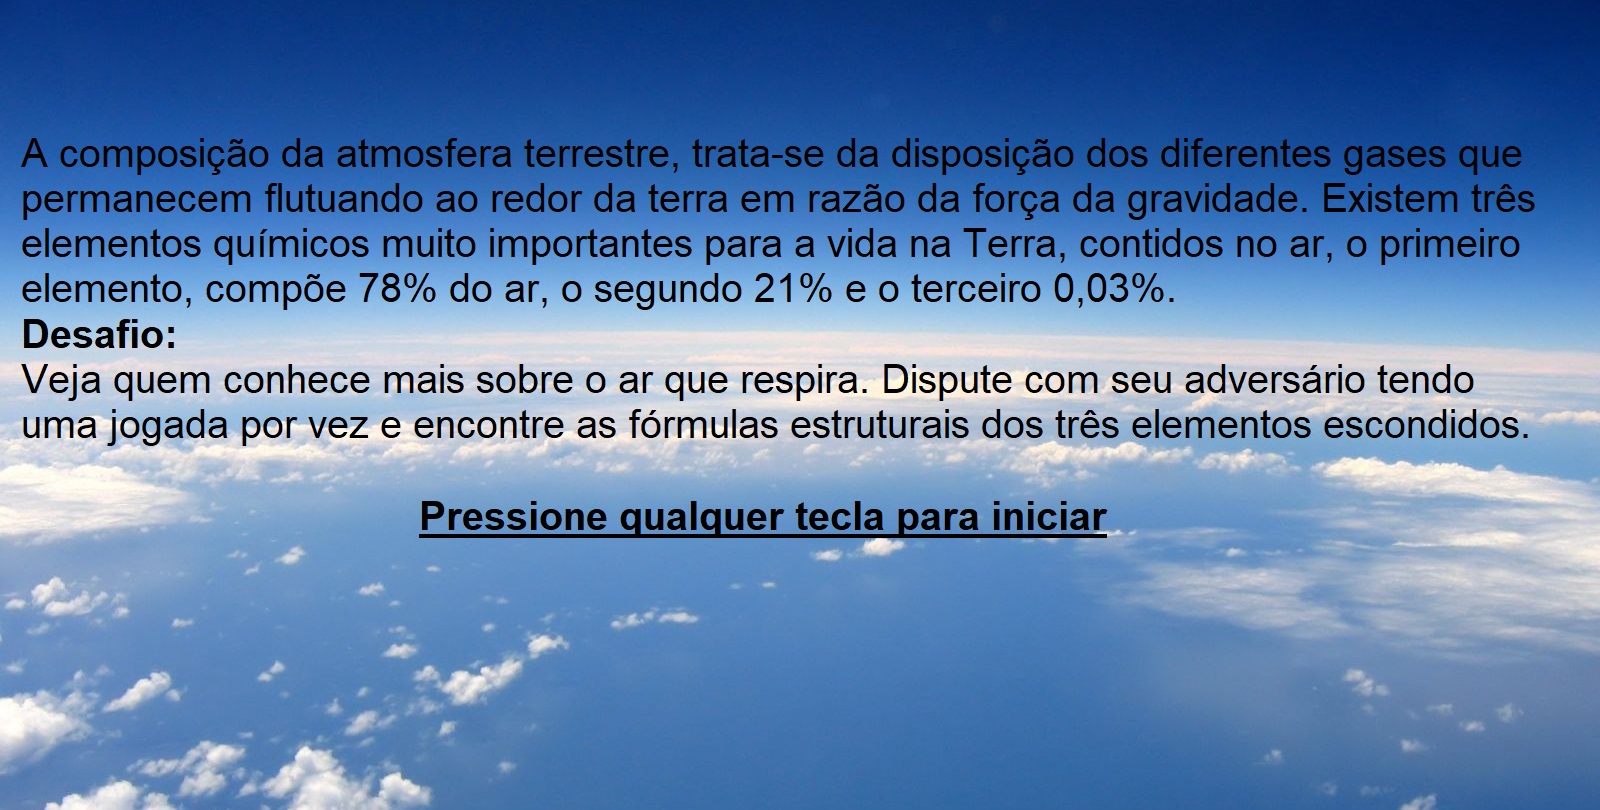 A composição da atmosfera terrestre, trata-se da disposição dos diferentes gases que
permanecem flutuando ao redor da terra em razão da força da gravidade. Existem três
elementos químicos muito importantes para a vida na Terra, contidos no ar, o primeiro
elemento, compõe 78% do ar, o segundo 21% e o terceiro 0,03%.
Desafio:
Veja quem conhece mais sobre o ar que respira. Dispute com seu adversário tendo
uma jogada por vez e encontre as fórmulas estruturais dos três elementos escondidos.
Pressione qualquer tecla para iniciar